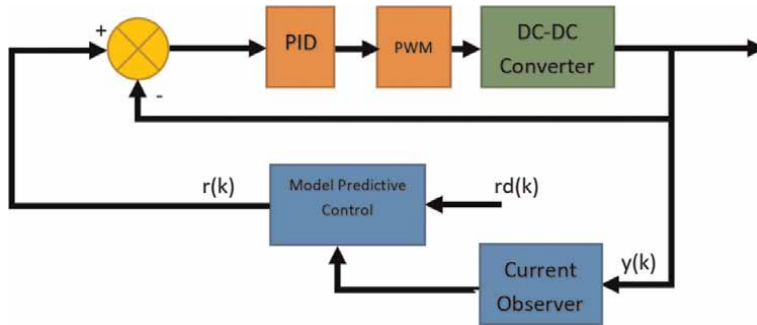 +
PID
PWM
DC-DC
Converter
-
r(k)
Model Predictive
Control
rd(k)
Current
Observer
y(k)